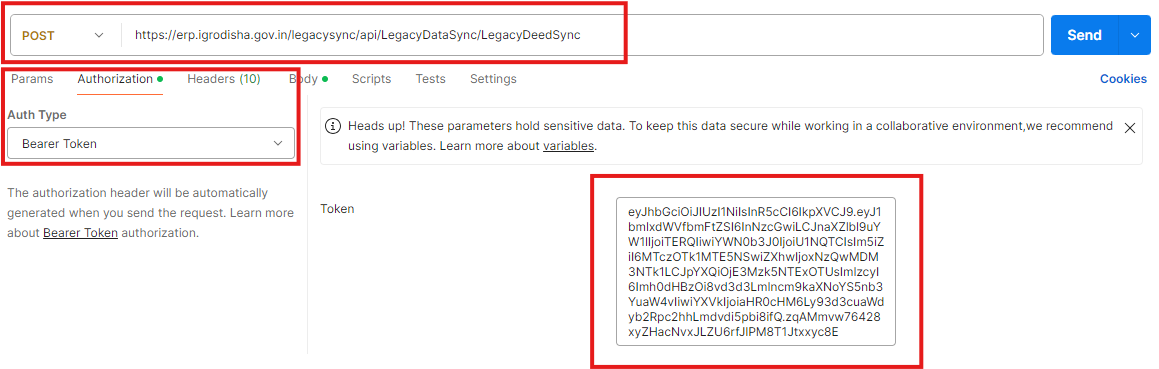 POST https://erp.igrodisha.gov.in/legacysync/api/LegacyDataSync/LegacyDeedSync Send
Params Authorization Headers (10) Body Scripts Tests Settings Cookies
Auth Type
Bearer Token
Heads up! These parameters hold sensitive data. To keep this data secure while working in a collaborative environment,we recommend
using variables. Learn more about variables.
The authorization header will be automatically
generated when you send the request. Learn more
about Bearer Token authorization.
Token
eyJhbGciOiJIUzI1NiIsInR5cCI6IkpXVCJ9.eyJ1
bmlxdWVfbmFtZSI6InNzcGwiLCJnaXZlbl9uY
W1lIjoiTERQIiwiYWN0b3J0IjoiU1NQTCIsIm5iZ
iI6MTczOTk1MTE5NSwiZXhwIjoxNzQwMDM
3NTk1LCJpYXQiOjE3Mzk5NTExOTUsImlzcyI
6Imh0dHBzOi8vd3d3Lmlncm9kaXNoYS5nb3
YuaW4vIiwiYXVkIjoiaHR0cHM6Ly93d3cuaWd
yb2Rpc2hhLmdvdi5pbi8ifQ.zqAMmvw76428
xyZHacNvxJLZU6rfJIPM8T1Jtxxyc8E